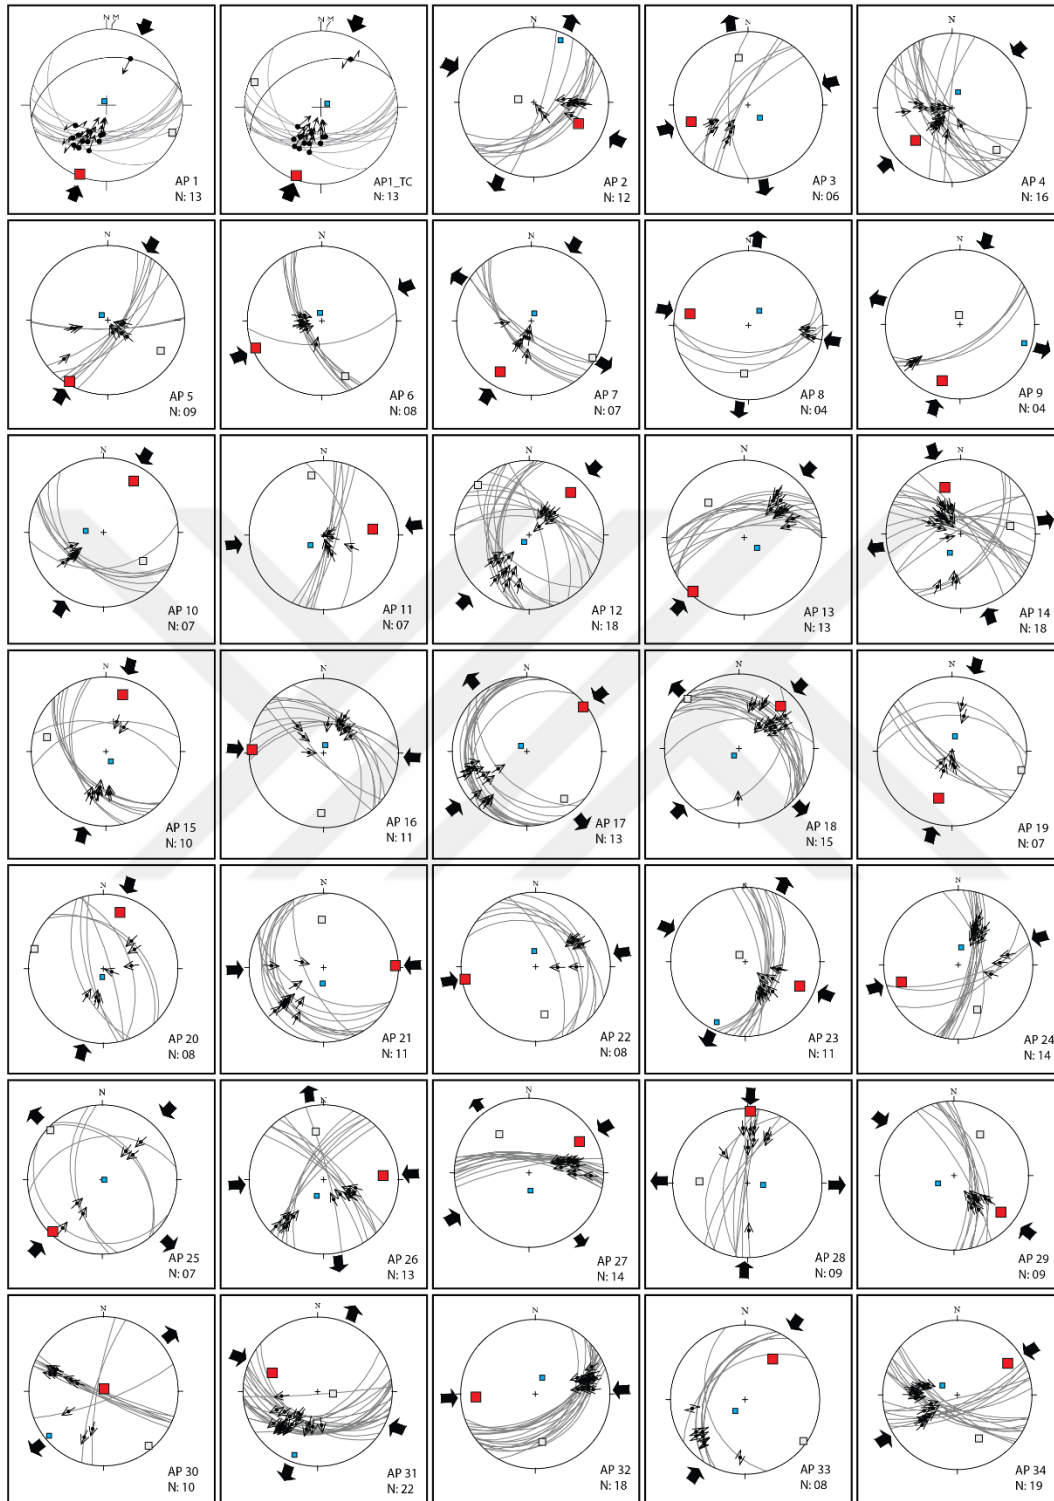 N M
AP 1
N: 13
N M
AP1_TC
N: 13
N
AP 2
N: 12
N
AP 3
N: 06
N
AP 4
N: 16
N
AP 5
N: 09
N
AP 6
N: 08
N
AP 7
N: 07
N
AP 8
N: 04
N
AP 9
N: 04
N
AP 10
N: 07
N
AP 11
N: 07
N
AP 12
N: 18
N
AP 13
N: 13
N
AP 14
N: 18
N
AP 15
N: 10
N
AP 16
N: 11
N
AP 17
N: 13
N
AP 18
N: 15
N
AP 19
N: 07
N
AP 20
N: 08
N
AP 21
N: 11
N
AP 22
N: 08
N
AP 23
N: 11
N
AP 24
N: 14
N
AP 25
N: 07
N
AP 26
N: 13
N
AP 27
N: 14
N
AP 28
N: 09
N
AP 29
N: 09
N
AP 30
N: 10
N
AP 31
N: 22
N
AP 32
N: 18
N
AP 33
N: 08
N
AP 34
N: 19